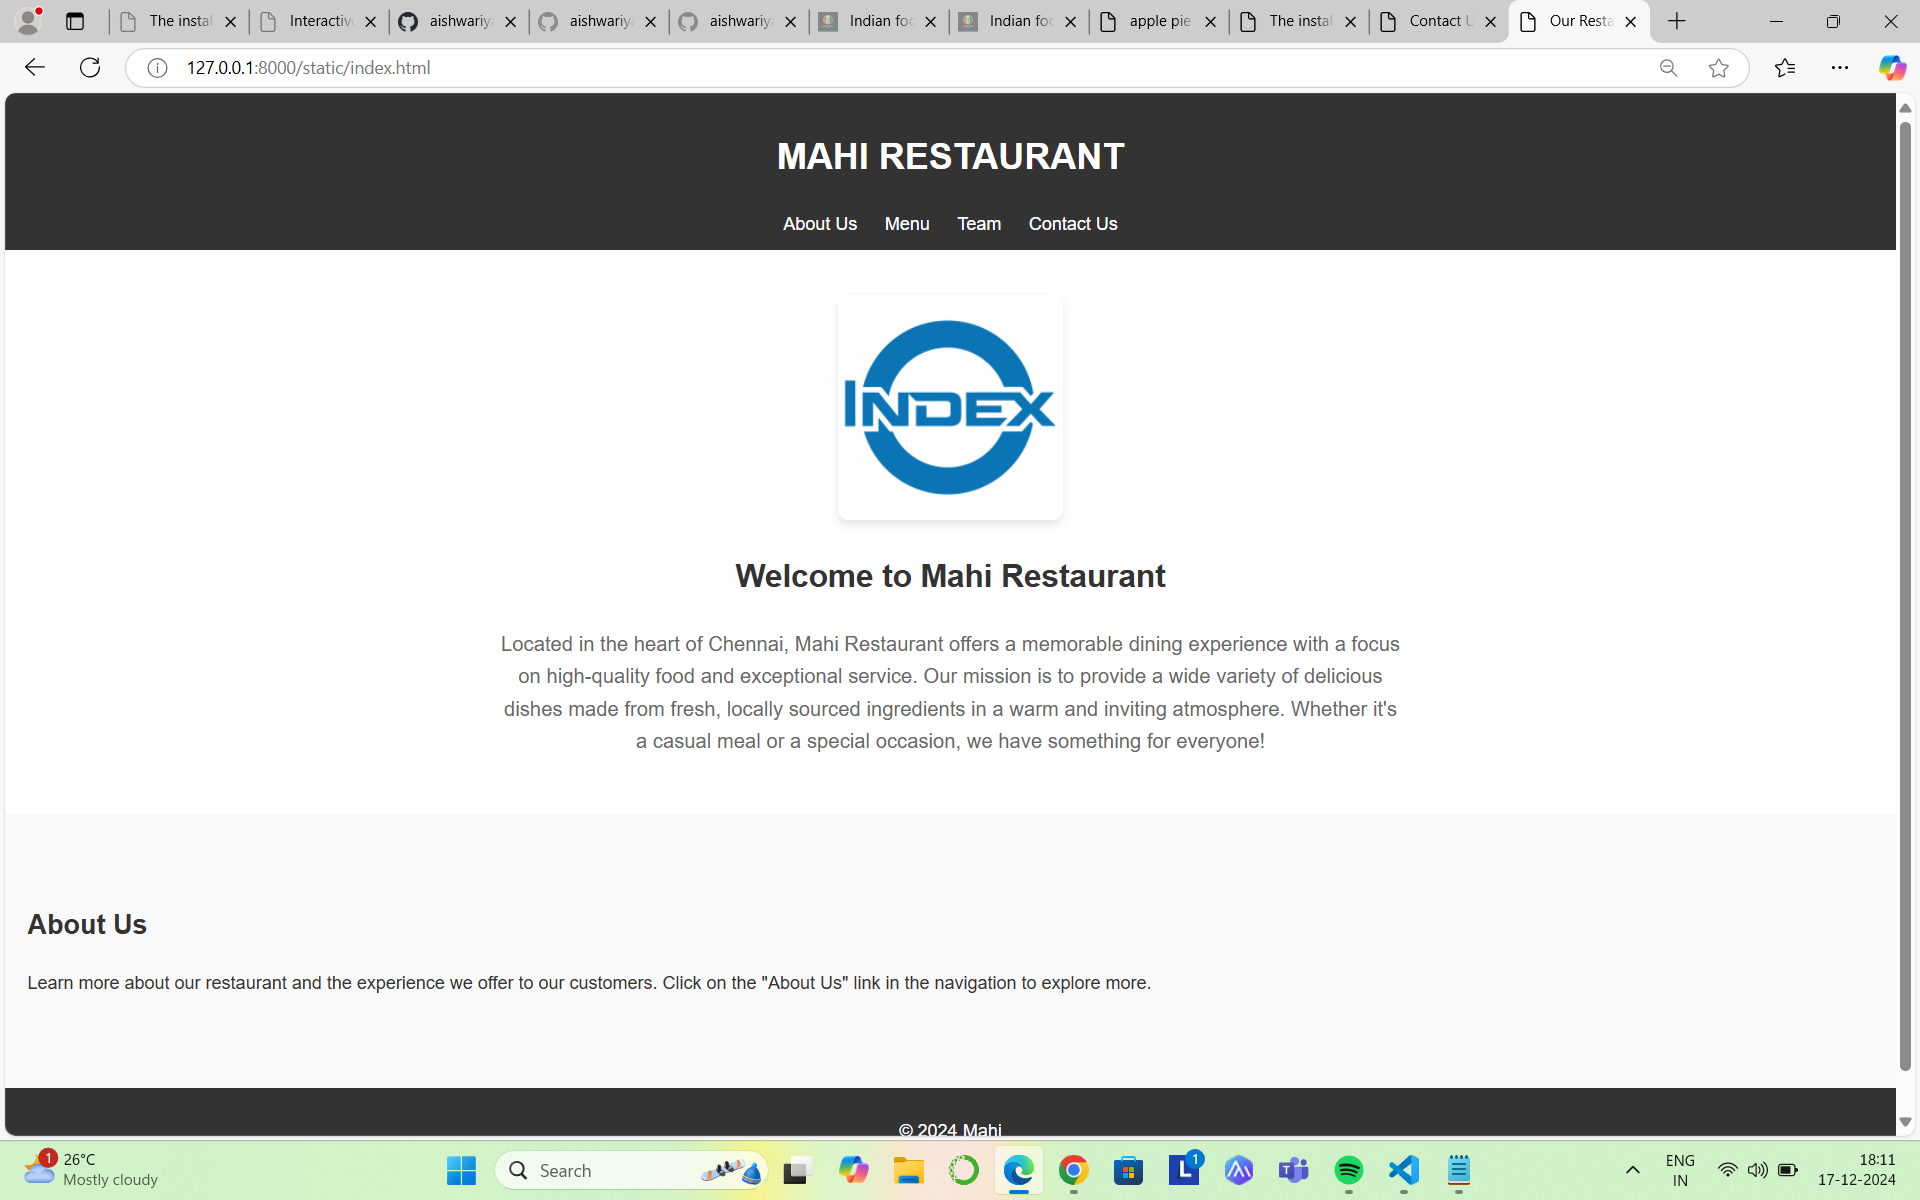 The instal
Interactiv
aishwariya
aishwariya
aishwariya
Indian foo
Indian foo
apple pie
The instal
Contact U
Our Resta
127.0.0.1:8000/static/index.html
MAHI RESTAURANT
About Us Menu Team Contact Us
INDEX
Welcome to Mahi Restaurant
Located in the heart of Chennai, Mahi Restaurant offers a memorable dining experience with a focus
on high-quality food and exceptional service. Our mission is to provide a wide variety of delicious
dishes made from fresh, locally sourced ingredients in a warm and inviting atmosphere. Whether it's
a casual meal or a special occasion, we have something for everyone!
About Us
Learn more about our restaurant and the experience we offer to our customers. Click on the "About Us" link in the navigation to explore more.
© 2024 Mahi
1
26°C
Mostly cloudy
Search
L
1
T
ENG
IN
18:11
17-12-2024